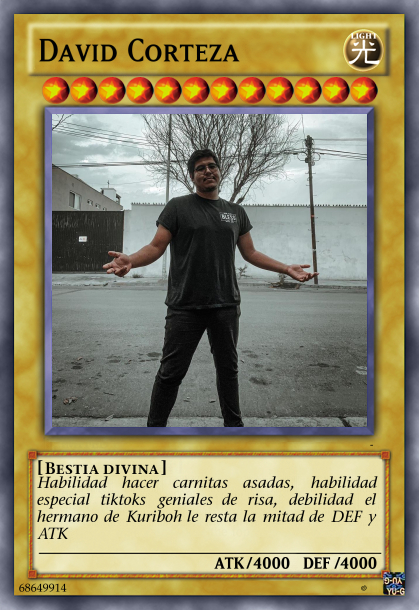 David Corteza
LIGHT
光
[Bestia divina]
Habilidad hacer carnitas asadas, habilidad
especial tiktoks geniales de risa, debilidad el
hermano de Kuriboh le resta la mitad de DEF y
ATK
ATK/4000 DEF/4000
68649914